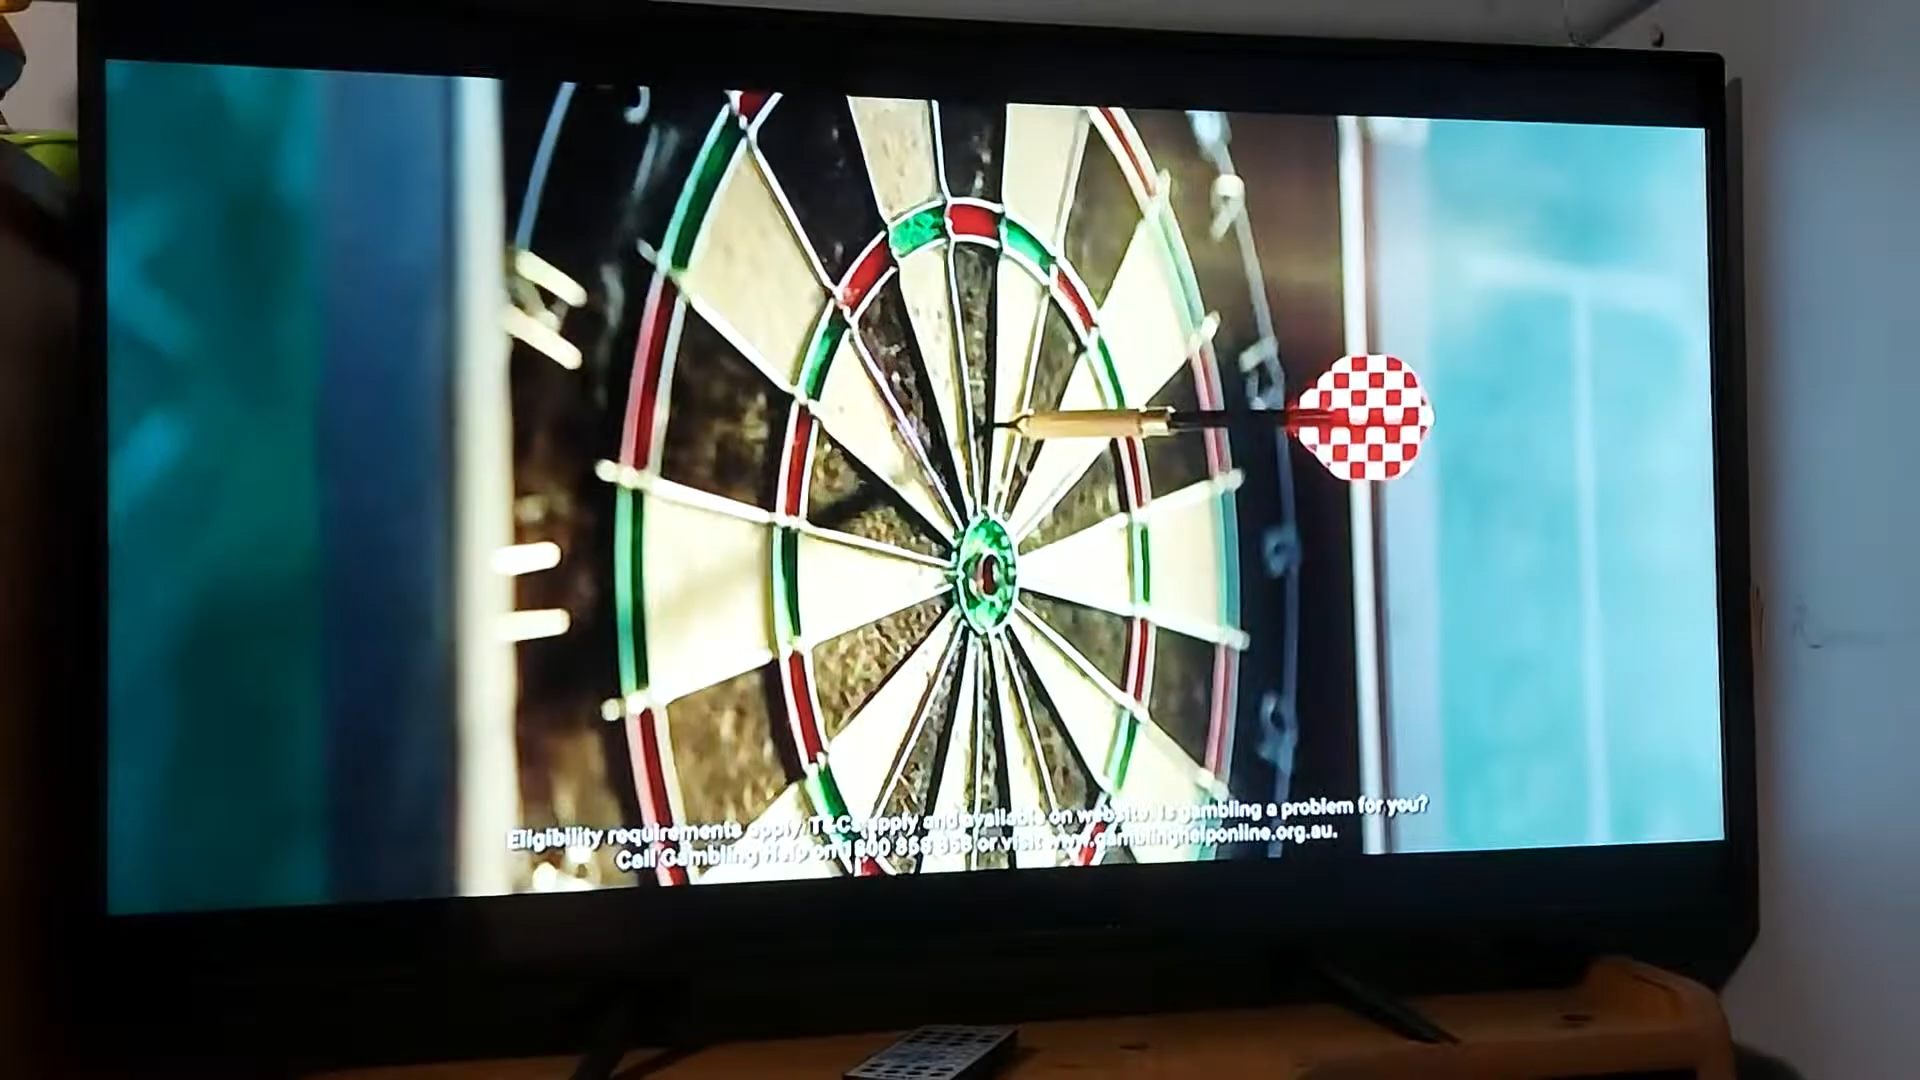 Eligibility requirements apply. T&Cs apply and available on website. Is gambling a problem for you?
Call Gambling Help on 1800 858 858 or visit www.gamblinghelponline.org.au.